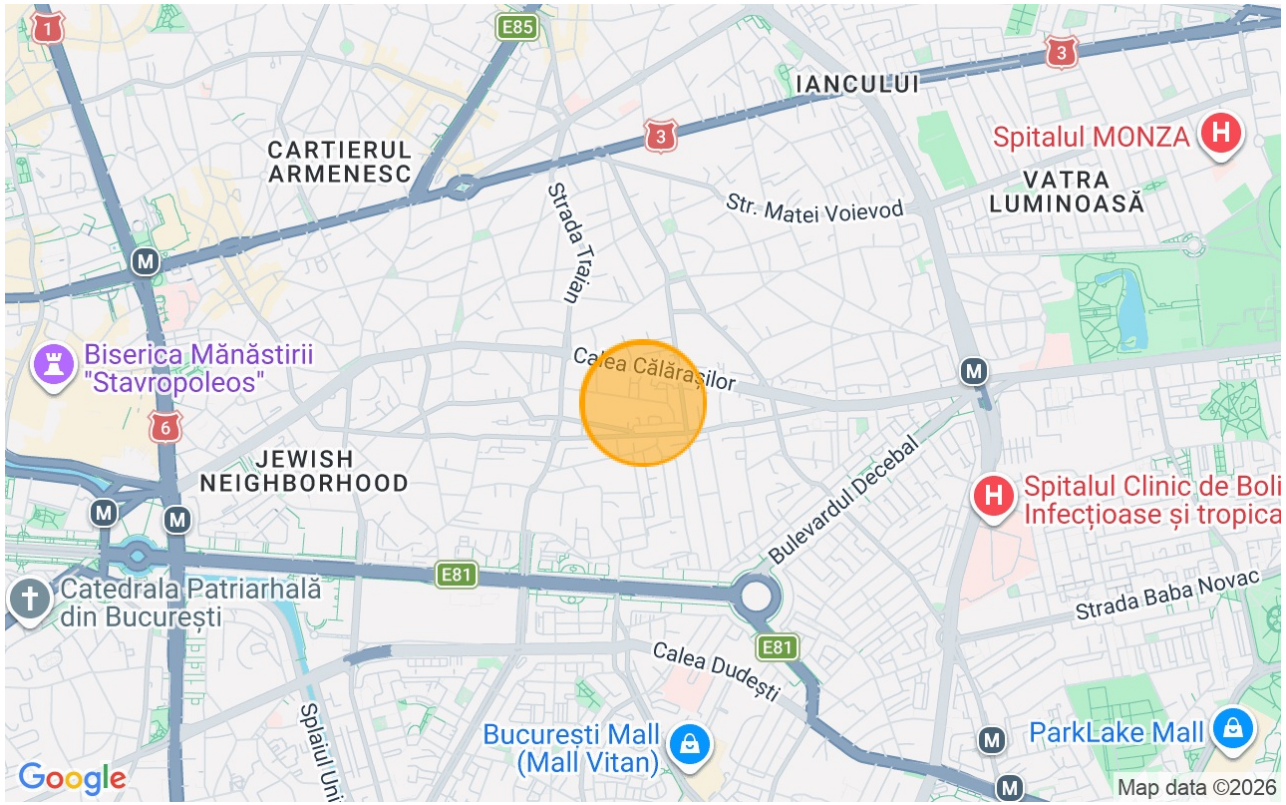 1
E85
3
IANCULUI
3
Spitalul MONZA
H
CARTIERUL
ARMENESC
VATRA
LUMINOASĂ
Str. Matei Voievod
Strada Traian
M
Biserica Mănăstirii
"Stavropoleos"
Calea Călărașilor
M
6
JEWISH
NEIGHBORHOOD
Bulevardul Decebal
H
Spitalul Clinic de Boli
Infecțioase și tropica
M
M
E81
Catedrala Patriarhală
din București
Strada Baba Novac
E81
Calea Dudești
Splaiul Uni
București Mall
(Mall Vitan)
M
ParkLake Mall
M
Google
Map data ©2026